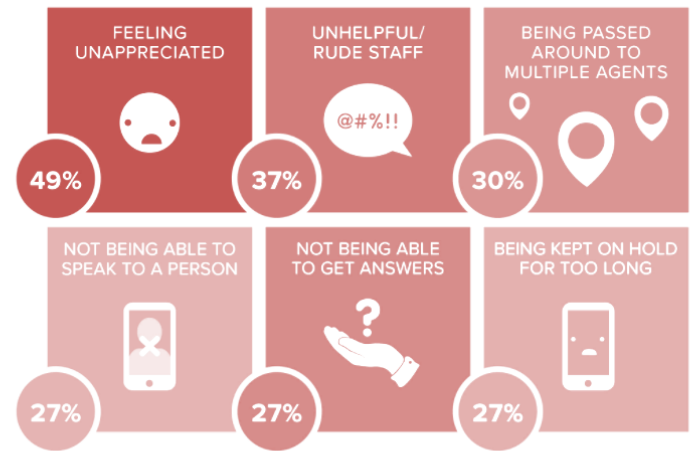 FEELING
UNAPPRECIATED
49%
UNHELPFUL/
RUDE STAFF
@#%!!
37%
BEING PASSED
AROUND TO
MULTIPLE AGENTS
30%
NOT BEING ABLE TO
SPEAK TO A PERSON
27%
NOT BEING ABLE
TO GET ANSWERS
?
27%
BEING KEPT ON HOLD
FOR TOO LONG
27%